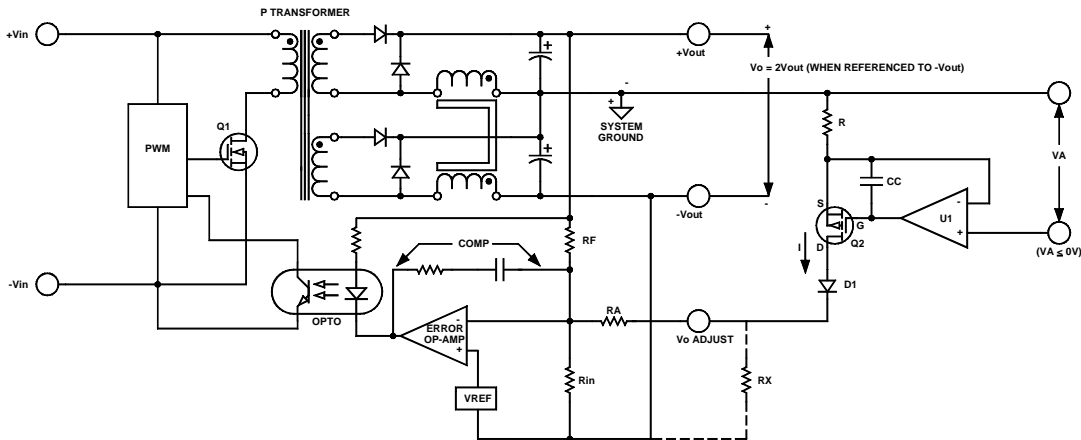 P TRANSFORMER
+Vin
+
+
+Vout
Vo = 2Vout (WHEN REFERENCED TO -Vout)
-
+
SYSTEM
GROUND
R
VA
Q1
PWM
+
CC
-
U1
+
S
G
D
Q2
I
(VA ≤ 0V)
-Vout
-
RF
COMP
-Vin
D1
OPTO
ERROR
OP-AMP
-
+
RA
Vo ADJUST
Rin
RX
VREF